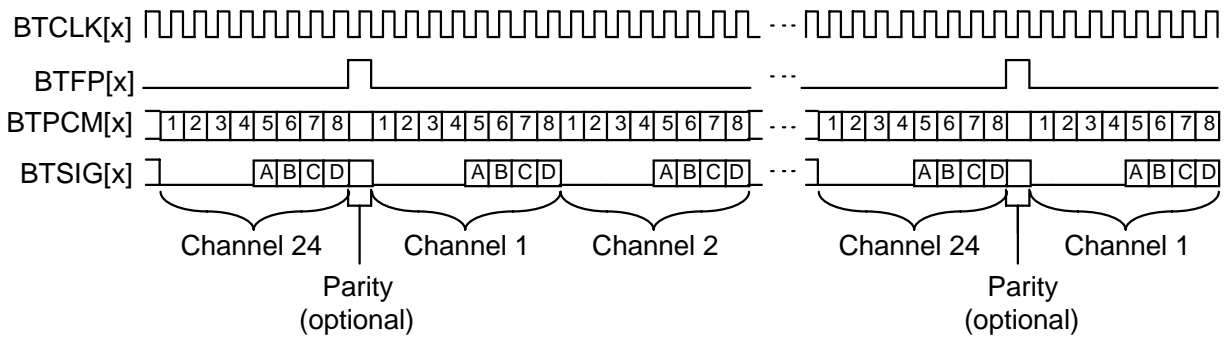 BTCLK[x] ... ...
BTFP[x] ... ...
BTPCM[x] 1 2 3 4 5 6 7 8 1 2 3 4 5 6 7 8 1 2 3 4 5 6 7 8 ... 1 2 3 4 5 6 7 8 1 2 3 4 5 6 7 8
BTSIG[x] A B C D A B C D A B C D ... A B C D A B C D
Channel 24 Channel 1 Channel 2 Channel 24 Channel 1
Parity Parity
(optional) (optional)